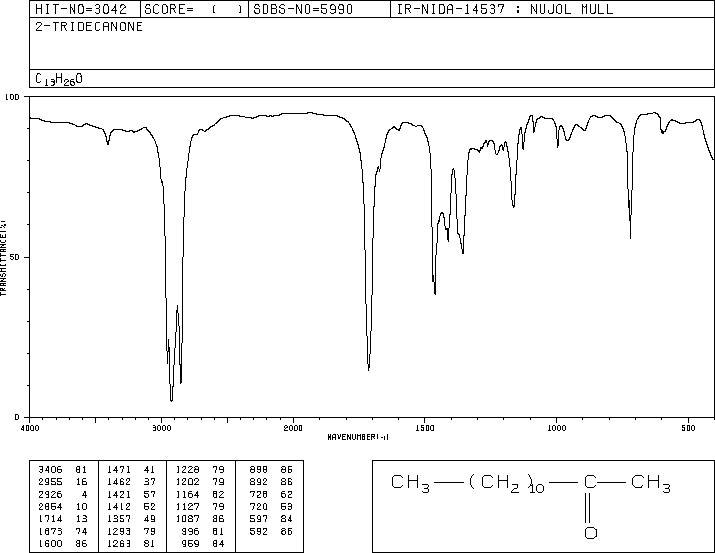 HIT-NO=3042 SCORE= ( ) SDBS-NO=5990 IR-NIDA-14537 : NUJOL MULL
2-TRIDECANONE
C13H26O
100
50
0
TRANSMITTANCE(%)
4000 3000 2000 1500 1000 500
WAVENUMBER(-1)
3406 81 1471 41 1228 79 898 86
2955 16 1462 37 1202 79 892 86
2926 4 1421 57 1164 62 728 62
2854 10 1412 52 1127 79 720 53
1714 13 1357 49 1087 86 597 84
1673 74 1293 79 996 81 592 86
1600 86 1263 81 959 84
CH3—(CH2)10—C—CH3
O